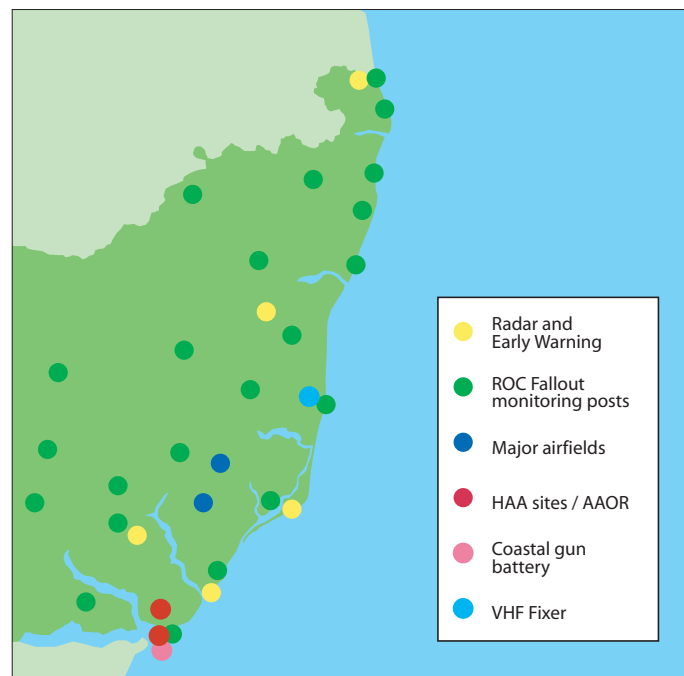 Radar and
Early Warning
ROC Fallout
monitoring posts
Major airfields
HAA sites / AAOR
Coastal gun
battery
VHF Fixer